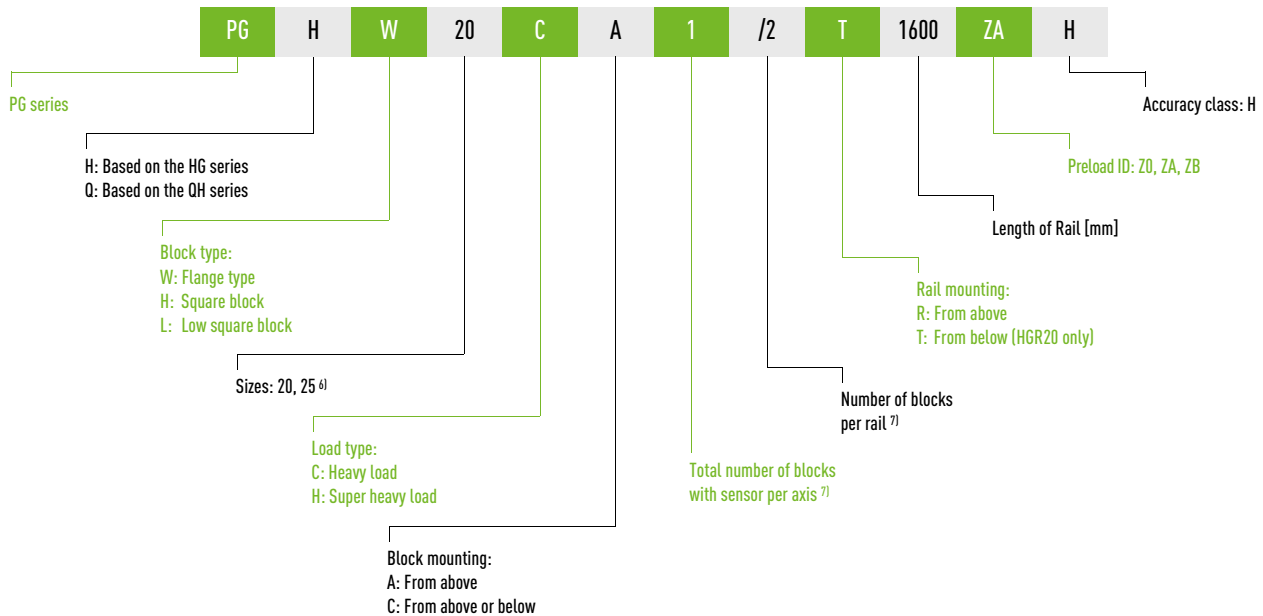 PG H W 20 C A 1 /2 T 1600 ZA H
PG series
Accuracy class: H
H: Based on the HG series
Q: Based on the QH series
Preload ID: Z0, ZA, ZB
Length of Rail [mm]
Block type:
W: Flange type
H: Square block
L: Low square block
Rail mounting:
R: From above
T: From below (HGR20 only)
Sizes: 20, 25 6)
Number of blocks
per rail 7)
Load type:
C: Heavy load
H: Super heavy load
Total number of blocks
with sensor per axis 7)
Block mounting:
A: From above
C: From above or below